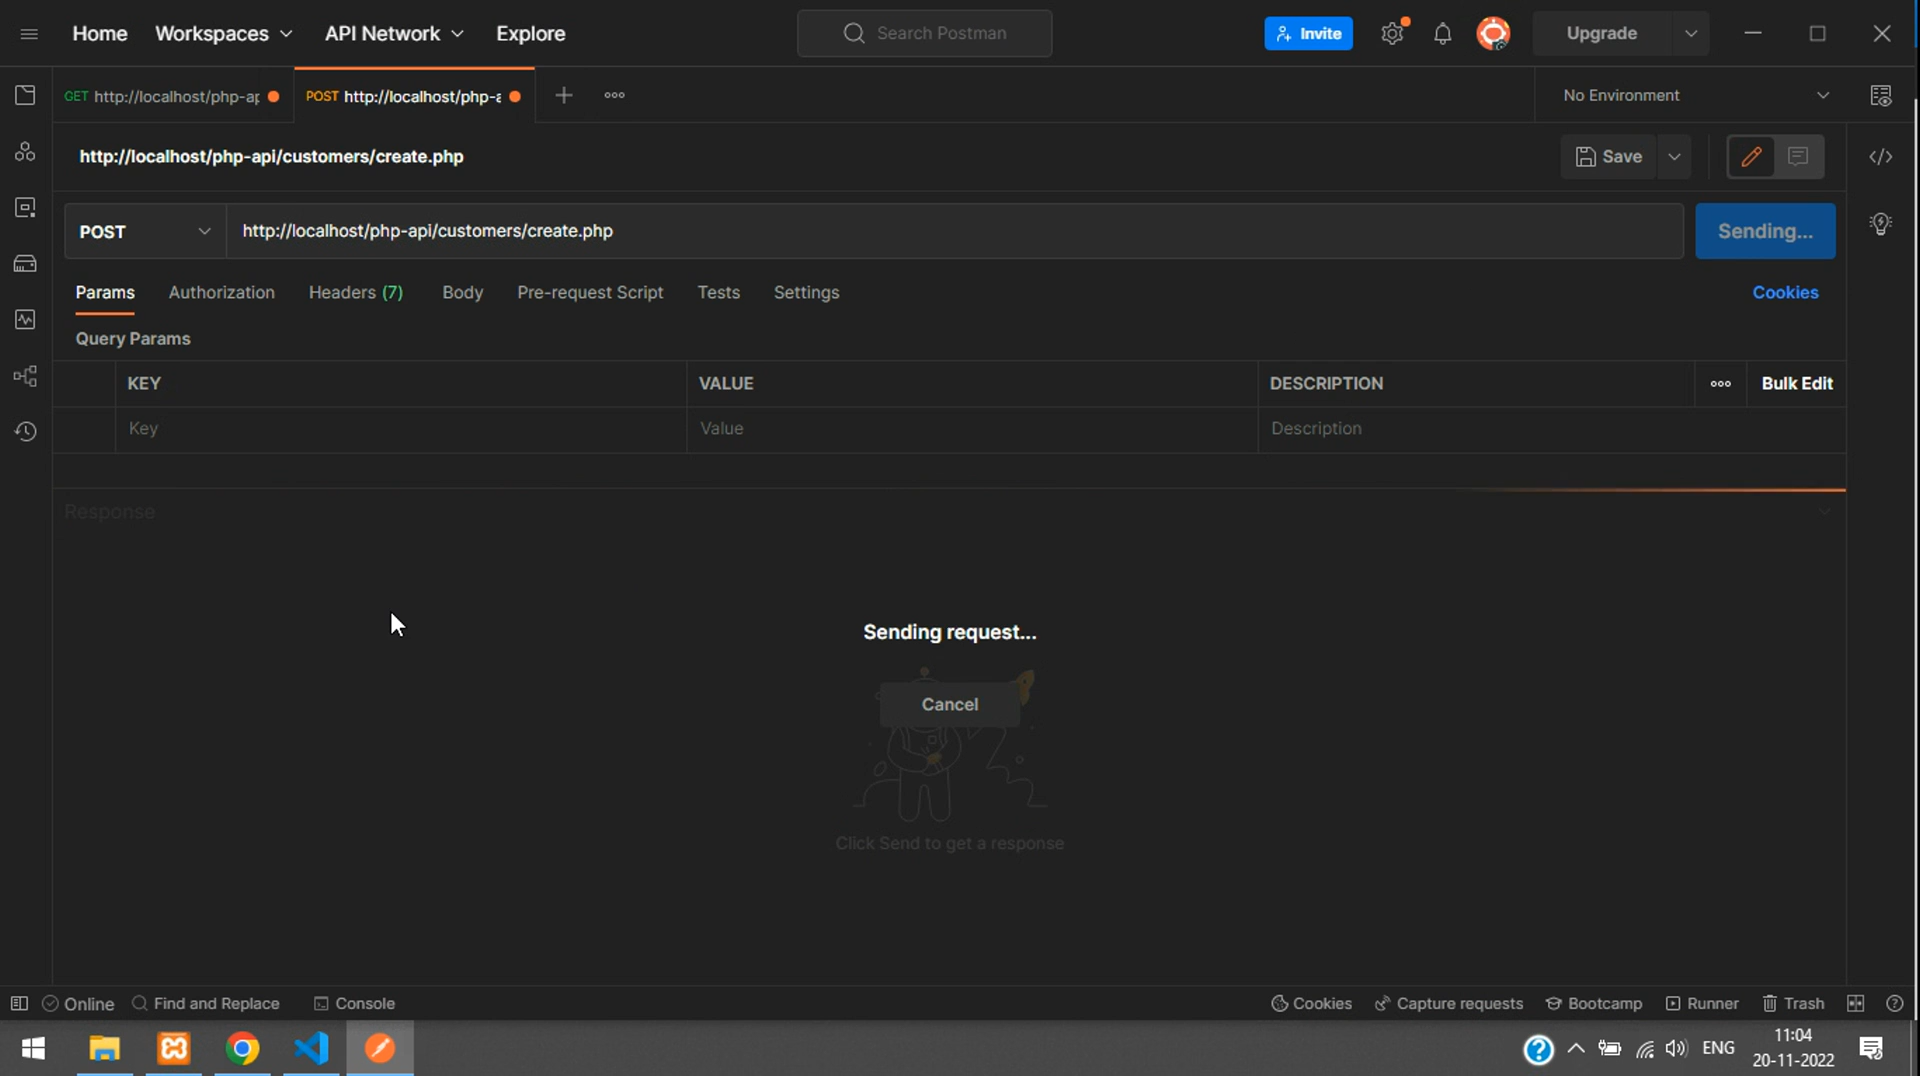 Home Workspaces API Network Explore Search Postman Invite Upgrade
GET http://localhost/php-ap POST http://localhost/php-a No Environment
http://localhost/php-api/customers/create.php Save
POST http://localhost/php-api/customers/create.php Sending...
Params Authorization Headers (7) Body Pre-request Script Tests Settings Cookies
Query Params
KEY VALUE DESCRIPTION Bulk Edit
Key Value Description
Response
Sending request...
Cancel
Click Send to get a response
Online Find and Replace Console Cookies Capture requests Bootcamp Runner Trash
ENG 11:04
20-11-2022